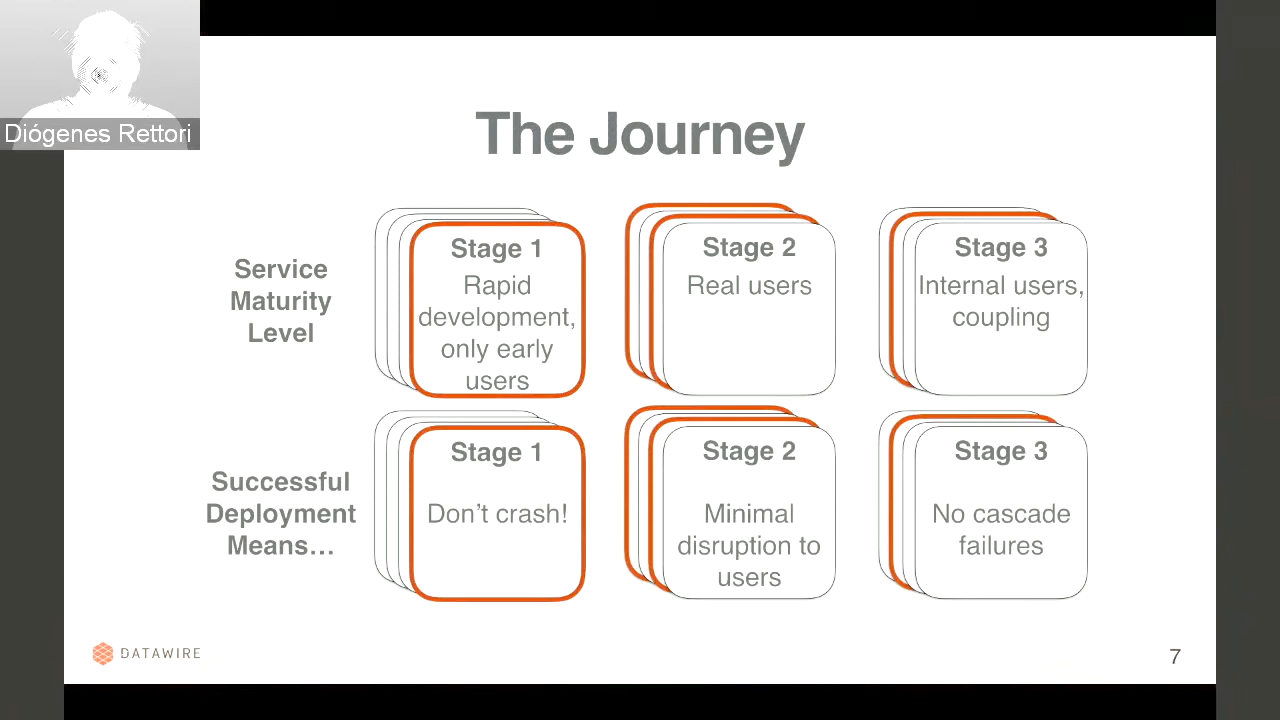 Diógenes Rettori
The Journey
Service
Maturity
Level
Stage 1
Rapid
development,
only early
users
Stage 2
Real users
Stage 3
Internal users,
coupling
Successful
Deployment
Means…
Stage 1
Don’t crash!
Stage 2
Minimal
disruption to
users
Stage 3
No cascade
failures
DATAWIRE
7